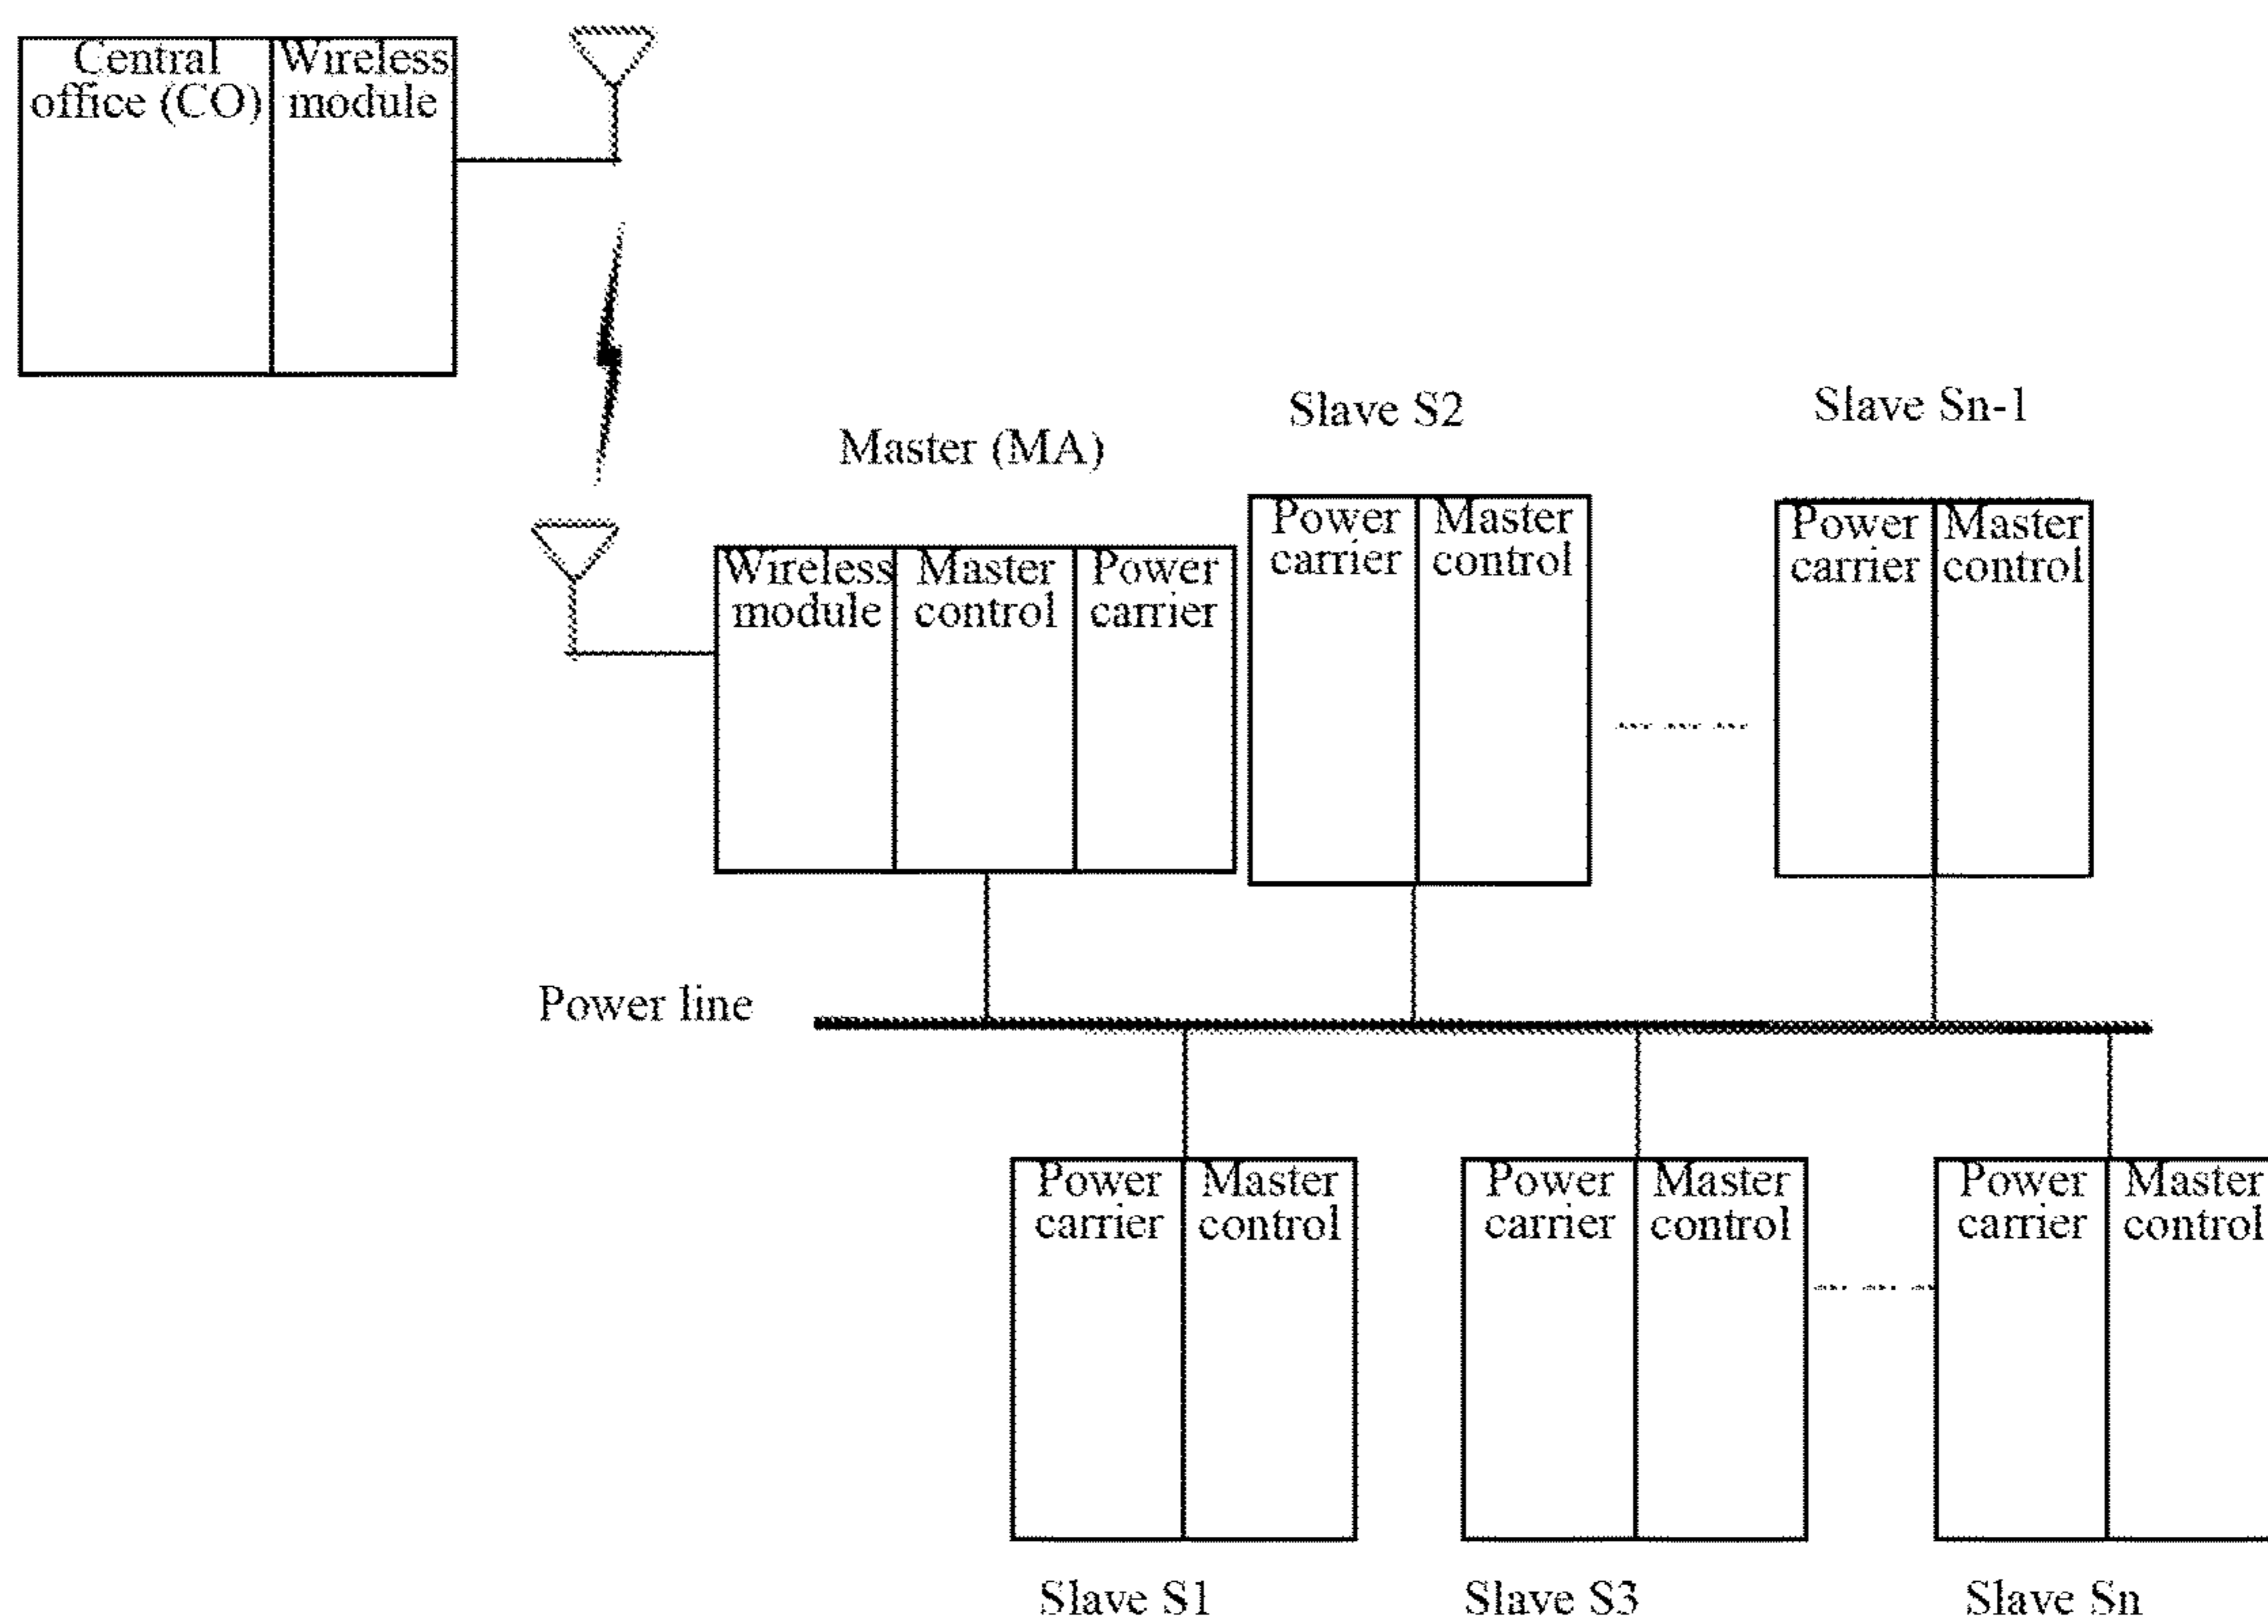 Central
office (CO)
Wireless
module
Master (MA)
Slave S2
Slave Sn-1
Wireless
module
Master
control
Power
carrier
Power
carrier
Master
control
Power
carrier
Master
control
Power line
Power
carrier
Master
control
Power
carrier
Master
control
Power
carrier
Master
control
Slave S1
Slave S3
Slave Sn